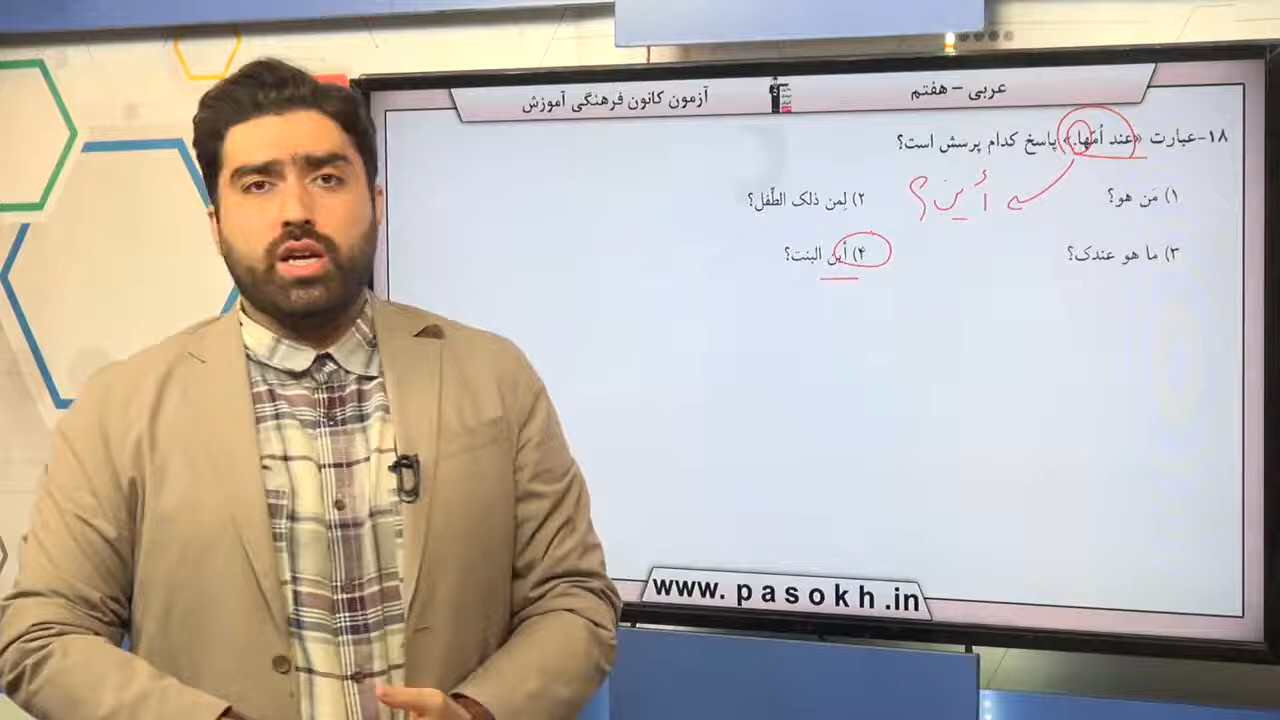 عربی - هفتم
آزمون کانون فرهنگی آموزش
۱۸-عبارت «عند اُمّها.» پاسخ کدام پرسش است؟
۱) مَن هو؟
۲) لِمن ذلک الطِّفل؟
أین؟
۳) ما هو عندک؟
۴) أین البنت؟
www.pasokh.in